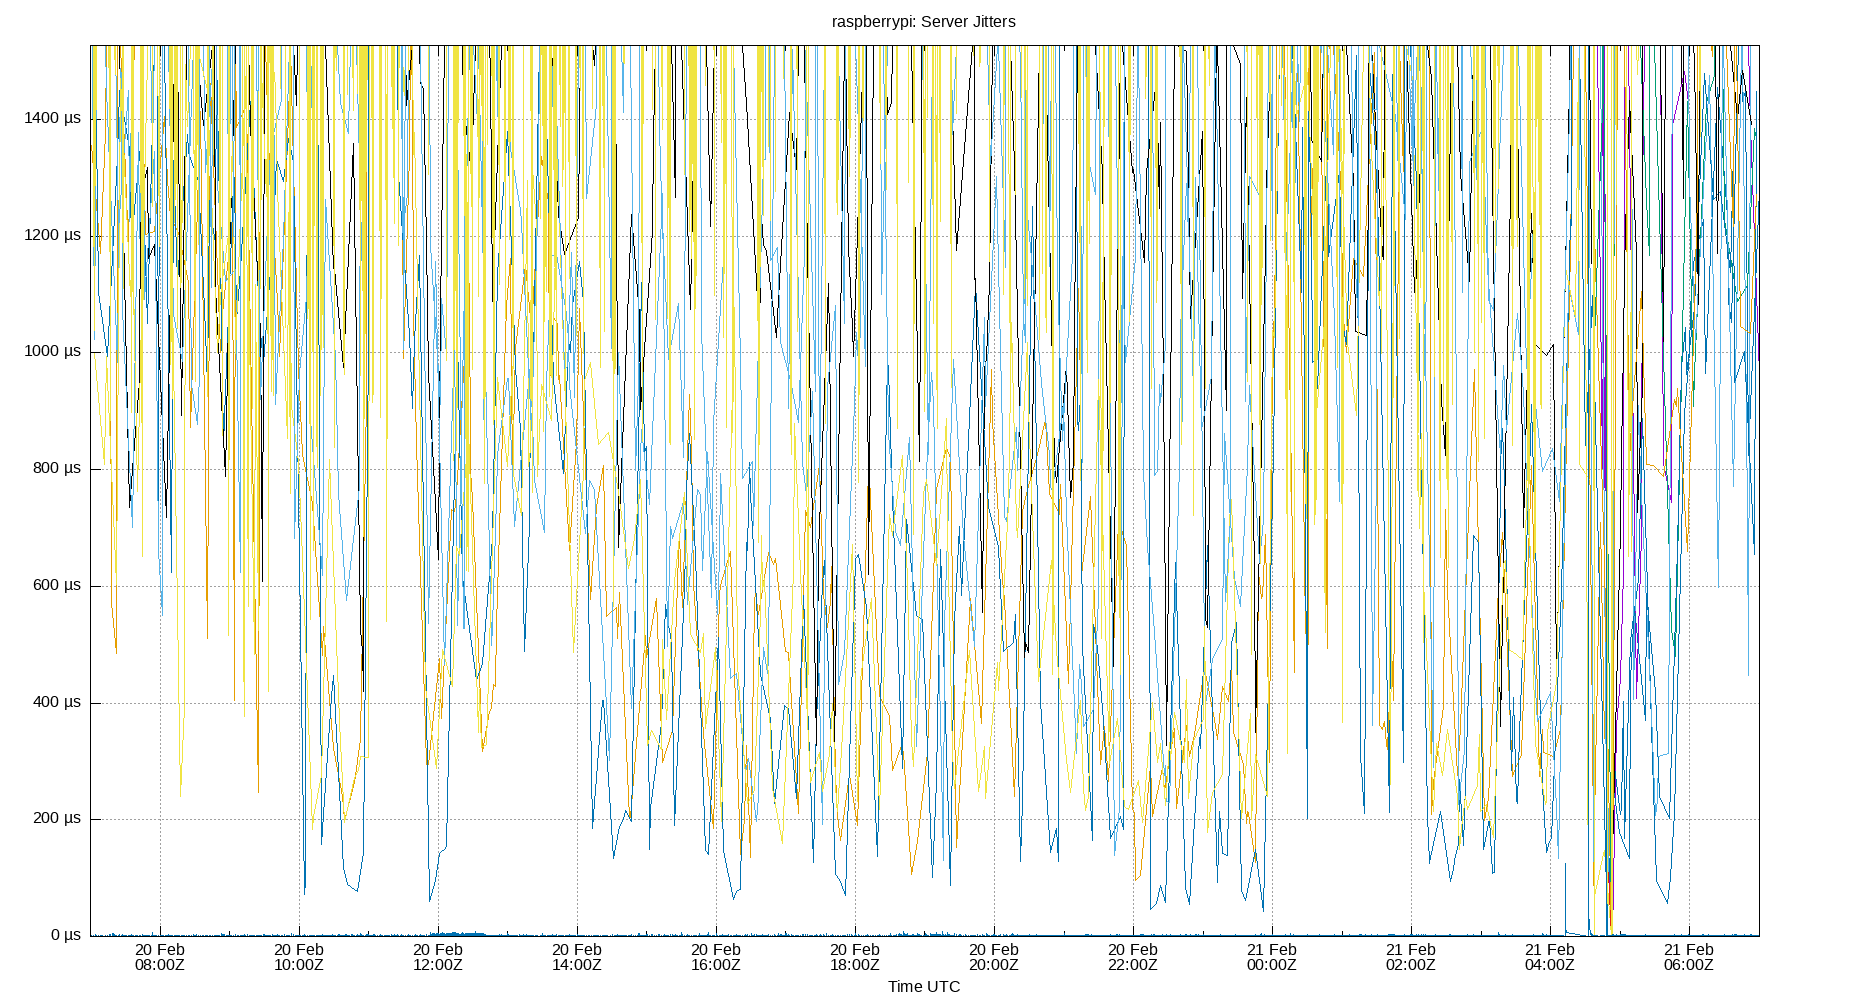 raspberrypi: Server Jitters
1400 µs
1200 µs
1000 µs
800 µs
600 µs
400 µs
200 µs
0 µs
20 Feb 20 Feb 20 Feb 20 Feb 20 Feb 20 Feb 20 Feb 20 Feb 21 Feb 21 Feb 21 Feb 21 Feb
08:00Z 10:00Z 12:00Z 14:00Z 16:00Z 18:00Z 20:00Z 22:00Z 00:00Z 02:00Z 04:00Z 06:00Z
Time UTC